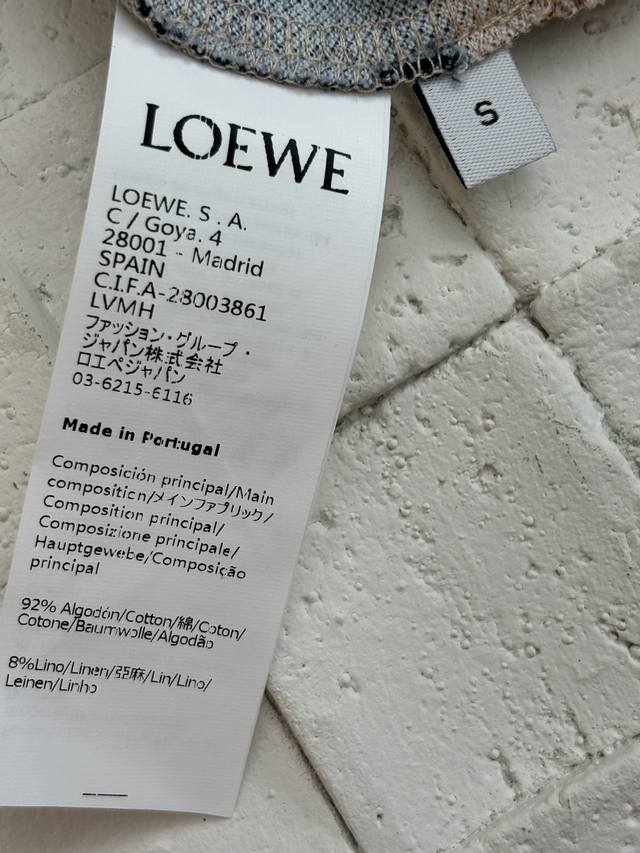 LOEWE
S
LOEWE. S . A.
C / Goya. 4
28001 - Madrid
SPAIN
C.I.F.A-28003861
LVMH
ファッション・グループ・
ジャパン株式会社
ロエベジャパン
03-6215-6116
Made in Portugal
Composición principal/Main
composition/メインファブリック/
Composition principal/
Composizione principale/
Hauptgewebe/Composição
principal
92% Algodón/Cotton/綿/Coton/
Cotone/Baumwolle/Algodão
8%Lino/Linen/亞麻/Lin/Lino/
Leinen/Linho